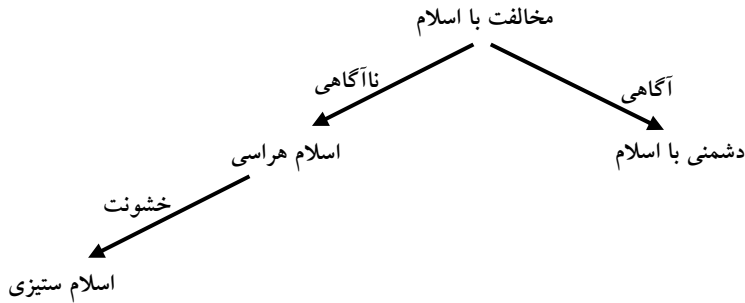 مخالفت با اسلام
آگاهی
ناآگاهی
دشمنی با اسلام
اسلام هراسی
خشونت
اسلام ستیزی